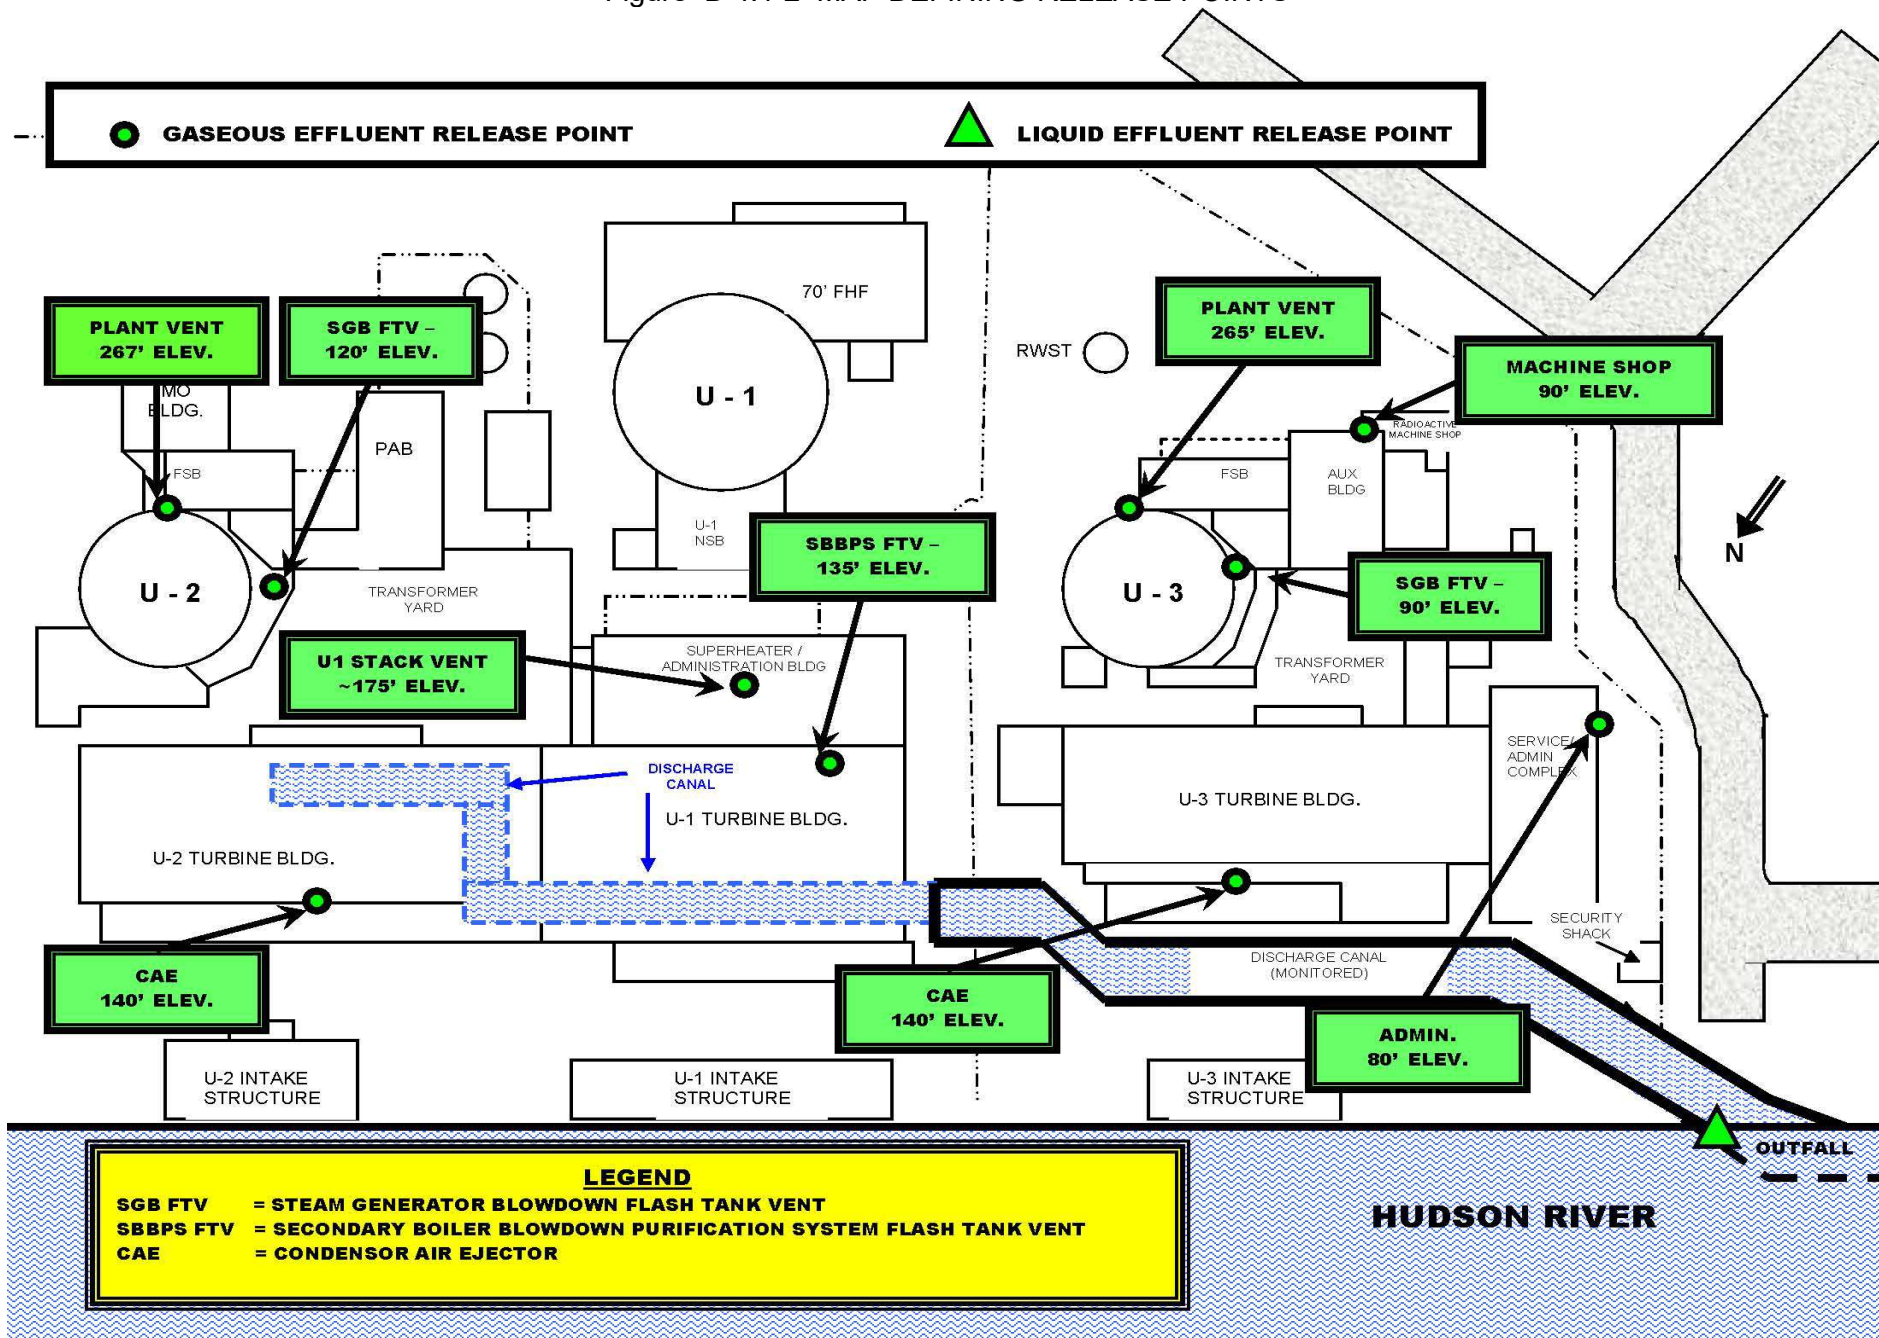 GASEOUS EFFLUENT RELEASE POINT
LIQUID EFFLUENT RELEASE POINT
70' FHF
PLANT VENT
267' ELEV.
SGB FTV –
120' ELEV.
PLANT VENT
265' ELEV.
RWST
MACHINE SHOP
90' ELEV.
MO
BLDG.
U - 1
RADIOACTIVE
MACHINE SHOP
PAB
FSB
FSB
AUX
BLDG
U-1
NSB
SBBPS FTV –
135' ELEV.
N
U - 2
TRANSFORMER
YARD
U - 3
SGB FTV –
90' ELEV.
U1 STACK VENT
~175' ELEV.
SUPERHEATER /
ADMINISTRATION BLDG
TRANSFORMER
YARD
SERVICE/
ADMIN
COMPLEX
DISCHARGE
CANAL
U-3 TURBINE BLDG.
U-1 TURBINE BLDG.
U-2 TURBINE BLDG.
SECURITY
SHACK
DISCHARGE CANAL
(MONITORED)
CAE
140' ELEV.
CAE
140' ELEV.
ADMIN.
80' ELEV.
U-2 INTAKE
STRUCTURE
U-1 INTAKE
STRUCTURE
U-3 INTAKE
STRUCTURE
OUTFALL
LEGEND
SGB FTV = STEAM GENERATOR BLOWDOWN FLASH TANK VENT
SBBPS FTV = SECONDARY BOILER BLOWDOWN PURIFICATION SYSTEM FLASH TANK VENT
CAE = CONDENSOR AIR EJECTOR
HUDSON RIVER